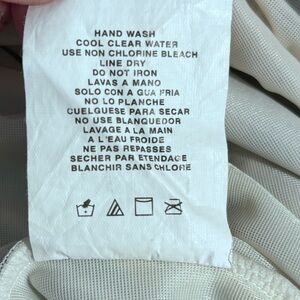 HAND WASH
COOL CLEAR WATER
USE NON CHLORINE BLEACH
LINE DRY
DO NOT IRON
LAVAS A MANO
SOLO CON A GUA FRIA
NO LO PLANCHE
CUELGUESE PARA SECAR
NO USE BLANQUEDOR
LAVAGE A LA MAIN
A L'EAU FROIDE
NE PAS REPASSES
SECHER PAR ETENDAGE
BLANCHIR SANS CHLORE